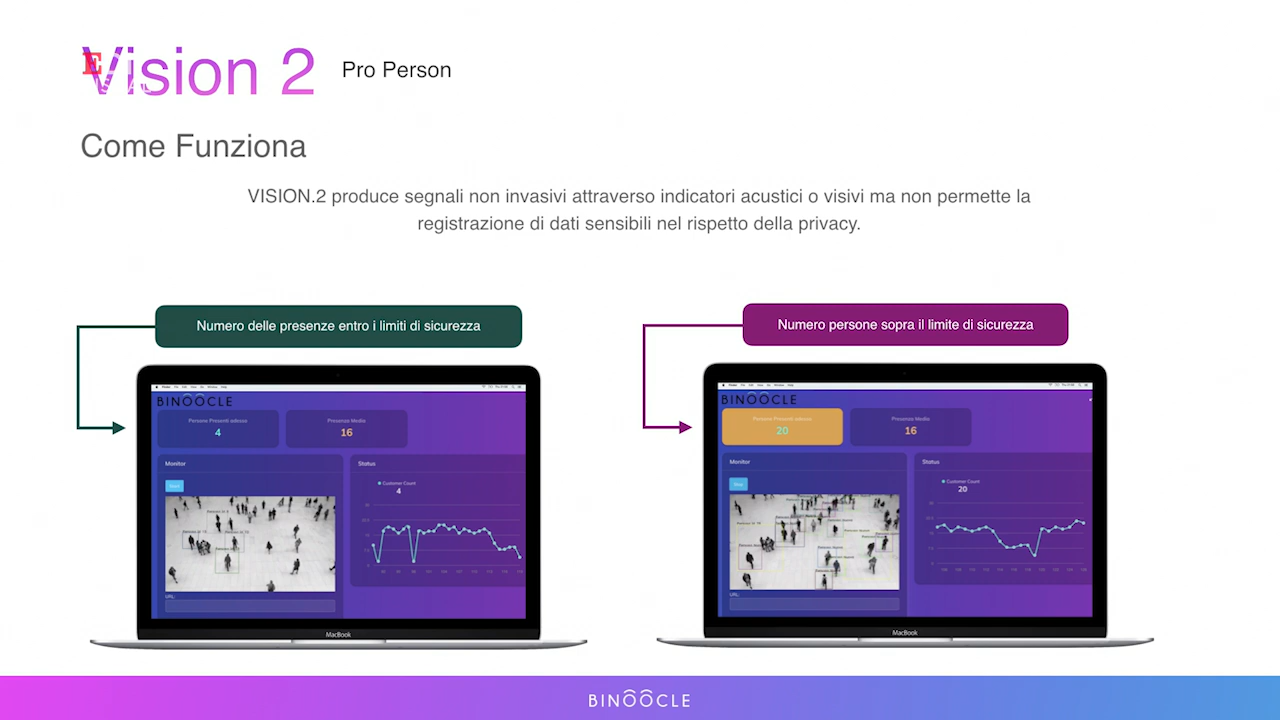 Vision 2
Pro Person
Come Funziona
VISION.2 produce segnali non invasivi attraverso indicatori acustici o visivi ma non permette la
registrazione di dati sensibili nel rispetto della privacy.
Numero delle presenze entro i limiti di sicurezza
Numero persone sopra il limite di sicurezza
BINOOCLE
Persone Presenti adesso
4
Presenza Media
16
Monitor
Status
Customer Count
4
URL:
MacBook
BINOOCLE
Persone Presenti adesso
20
Presenza Media
16
Monitor
Status
Customer Count
20
URL:
MacBook
BINOOCLE